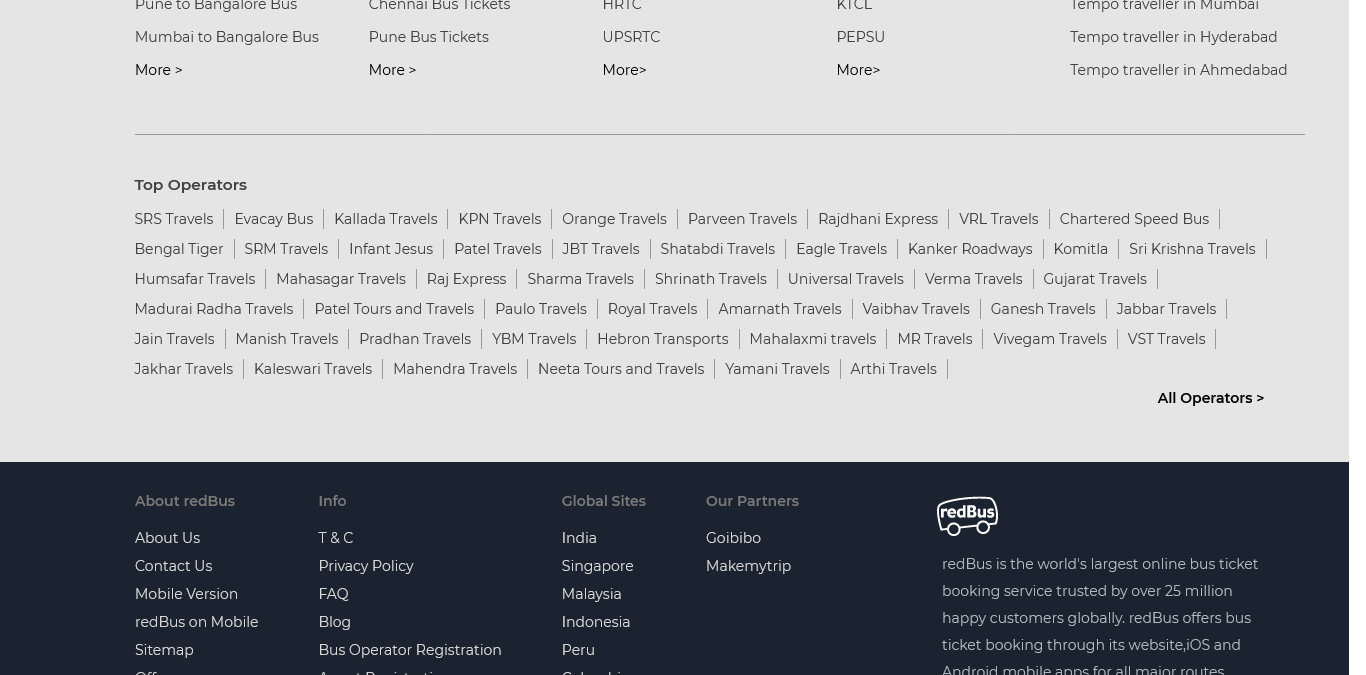 Pune to Bangalore Bus Chennai Bus Tickets HRTC KTCL Tempo traveller in Mumbai
Mumbai to Bangalore Bus Pune Bus Tickets UPSRTC PEPSU Tempo traveller in Hyderabad
More > More > More> More> Tempo traveller in Ahmedabad
Top Operators
SRS Travels Evacay Bus Kallada Travels KPN Travels Orange Travels Parveen Travels Rajdhani Express VRL Travels Chartered Speed Bus
Bengal Tiger SRM Travels Infant Jesus Patel Travels JBT Travels Shatabdi Travels Eagle Travels Kanker Roadways Komitla Sri Krishna Travels
Humsafar Travels Mahasagar Travels Raj Express Sharma Travels Shrinath Travels Universal Travels Verma Travels Gujarat Travels
Madurai Radha Travels Patel Tours and Travels Paulo Travels Royal Travels Amarnath Travels Vaibhav Travels Ganesh Travels Jabbar Travels
Jain Travels Manish Travels Pradhan Travels YBM Travels Hebron Transports Mahalaxmi travels MR Travels Vivegam Travels VST Travels
Jakhar Travels Kaleswari Travels Mahendra Travels Neeta Tours and Travels Yamani Travels Arthi Travels
All Operators >
About redBus
About Us
Contact Us
Mobile Version
redBus on Mobile
Sitemap
Info
T & C
Privacy Policy
FAQ
Blog
Bus Operator Registration
Global Sites
India
Singapore
Malaysia
Indonesia
Peru
Our Partners
Goibibo
Makemytrip
redBus
redBus is the world's largest online bus ticket
booking service trusted by over 25 million
happy customers globally. redBus offers bus
ticket booking through its website,iOS and
Android mobile apps for all major routes